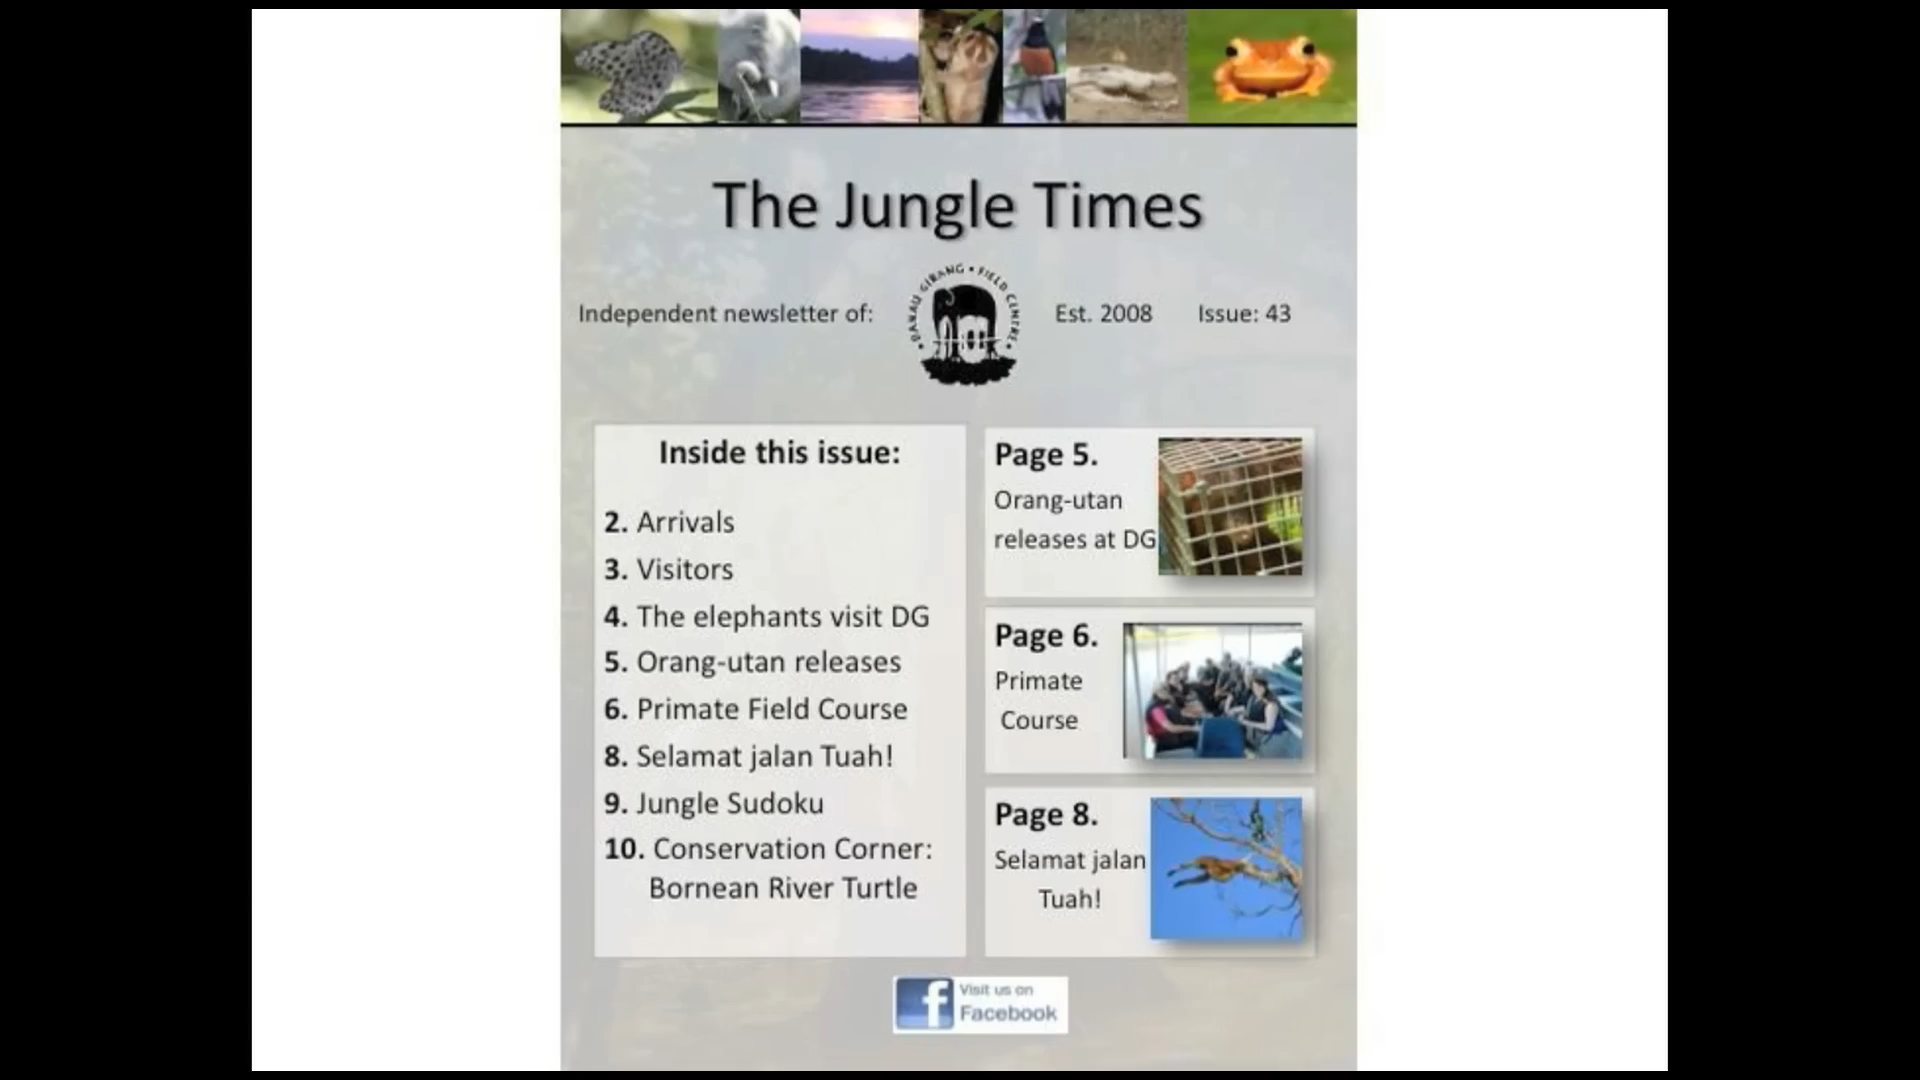 The Jungle Times
Independent newsletter of:
DANAU GIRANG • FIELD CENTRE
Est. 2008
Issue: 43
Inside this issue:
2. Arrivals
3. Visitors
4. The elephants visit DG
5. Orang-utan releases
6. Primate Field Course
8. Selamat jalan Tuah!
9. Jungle Sudoku
10. Conservation Corner:
Bornean River Turtle
Page 5.
Orang-utan
releases at DG
Page 6.
Primate
Course
Page 8.
Selamat jalan
Tuah!
Visit us on
Facebook